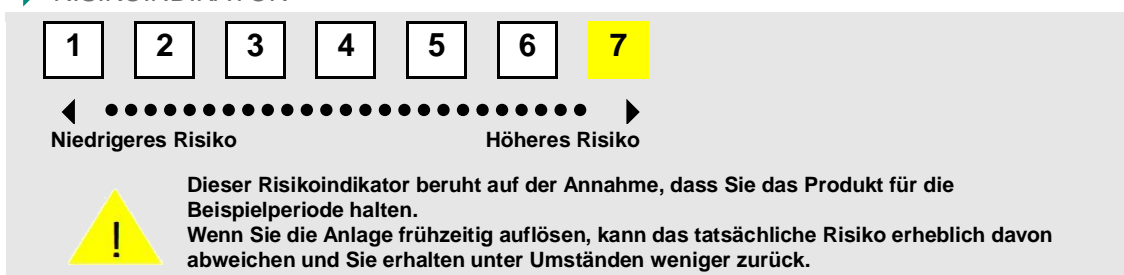 RISIKOINDIKATOR
1 2 3 4 5 6 7
Niedrigeres Risiko Höheres Risiko
Dieser Risikoindikator beruht auf der Annahme, dass Sie das Produkt für die
Beispielperiode halten.
! Wenn Sie die Anlage frühzeitig auflösen, kann das tatsächliche Risiko erheblich davon
abweichen und Sie erhalten unter Umständen weniger zurück.